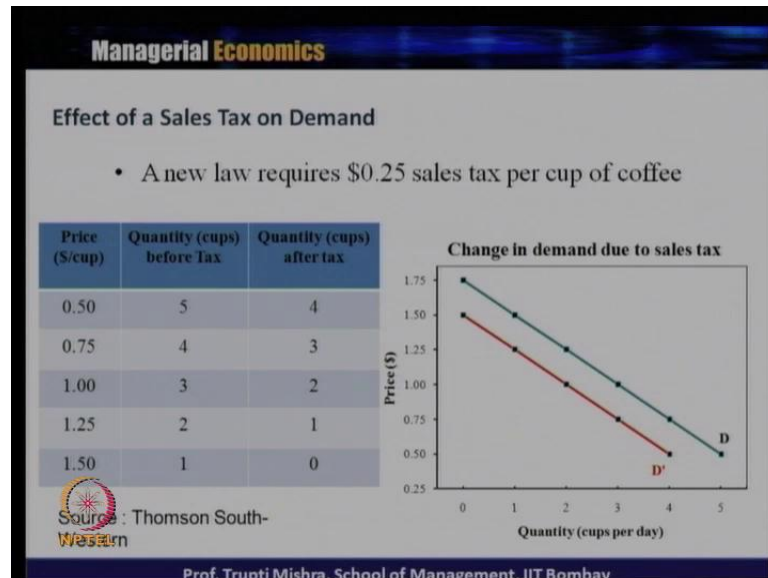 Managerial Economics
Effect of a Sales Tax on Demand
• A new law requires $0.25 sales tax per cup of coffee
Price ($/cup) Quantity (cups) before Tax Quantity (cups) after tax
0.50 5 4
0.75 4 3
1.00 3 2
1.25 2 1
1.50 1 0
Change in demand due to sales tax
Price ($)
1.75
1.50
1.25
1.00
0.75
0.50
0.25
D
D'
0 1 2 3 4 5
Quantity (cups per day)
Source : Thomson South-
Western
NPTEL
Prof. Trupti Mishra, School of Management, IIT Bombay